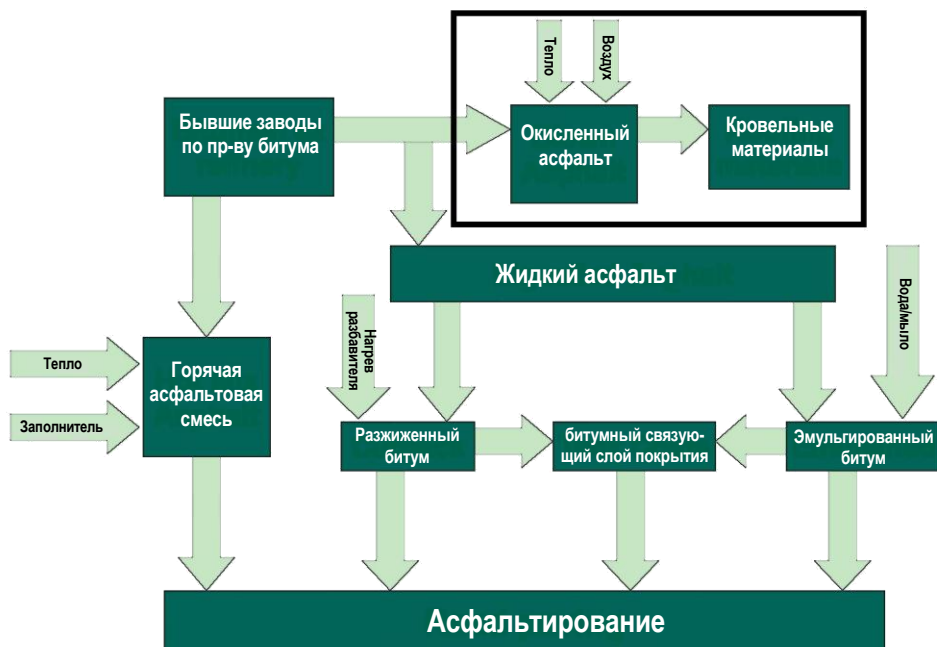 Тепло
Воздух
Бывшие заводы
по пр-ву битума
Окисленный
асфальт
Кровельные
материалы
Жидкий асфальт
Вода/мыло
Нагрев
разбавителя
Тепло
Заполнитель
Горячая
асфальтовая
смесь
Разжиженный
битум
битумный связую-
щий слой покрытия
Эмульгированный
битум
Асфальтирование